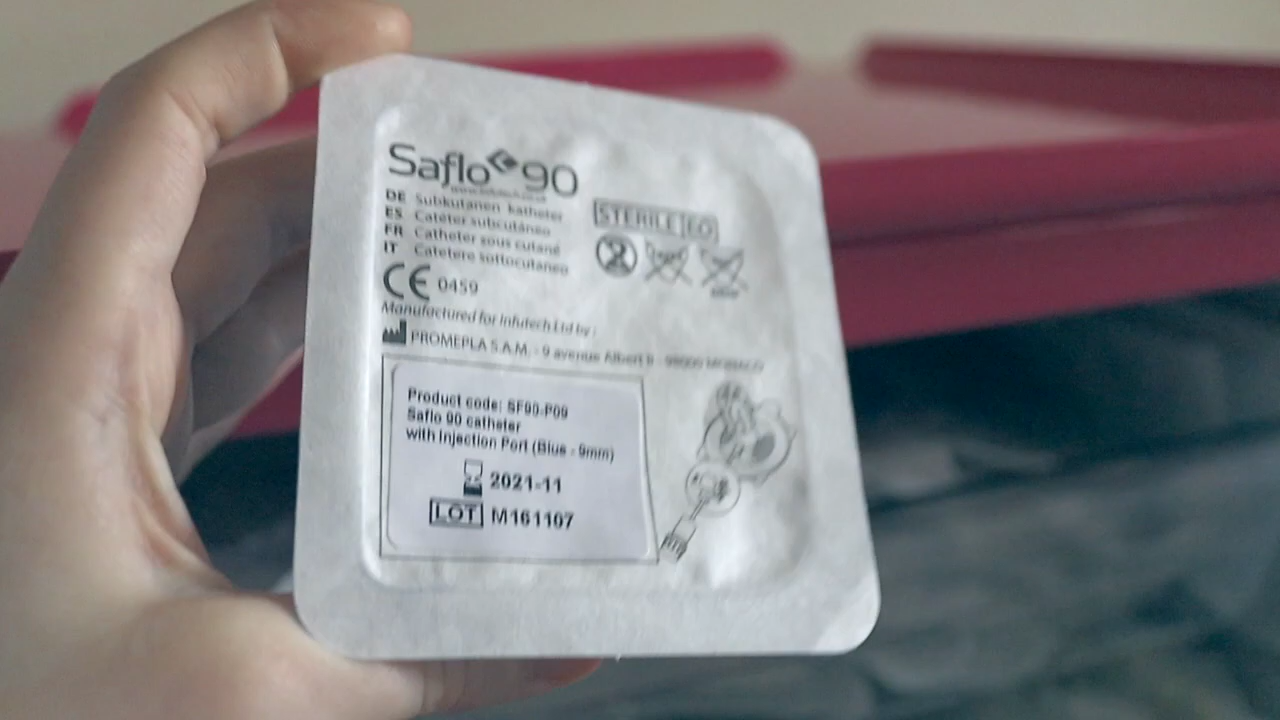 Saflo 90
DE Subkutanen katheter
ES Catéter subcutáneo
FR Catheter sous cutané
IT Catetere sottocutaneo
STERILE EO
CE 0459
Manufactured for Infutech Ltd by :
PROMEPLA S.A.M. - 9 avenue Albert II - 98000 MONACO
Product code: SF90-P09
Saflo 90 catheter
with Injection Port (Blue - 9mm)
2021-11
LOT M161107